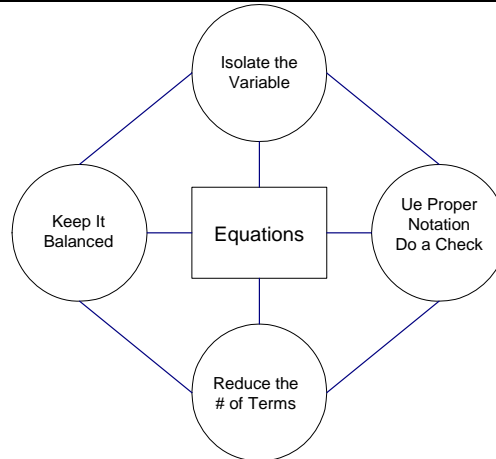 Isolate the
Variable
Keep It
Balanced
Equations
Ue Proper
Notation
Do a Check
Reduce the
# of Terms